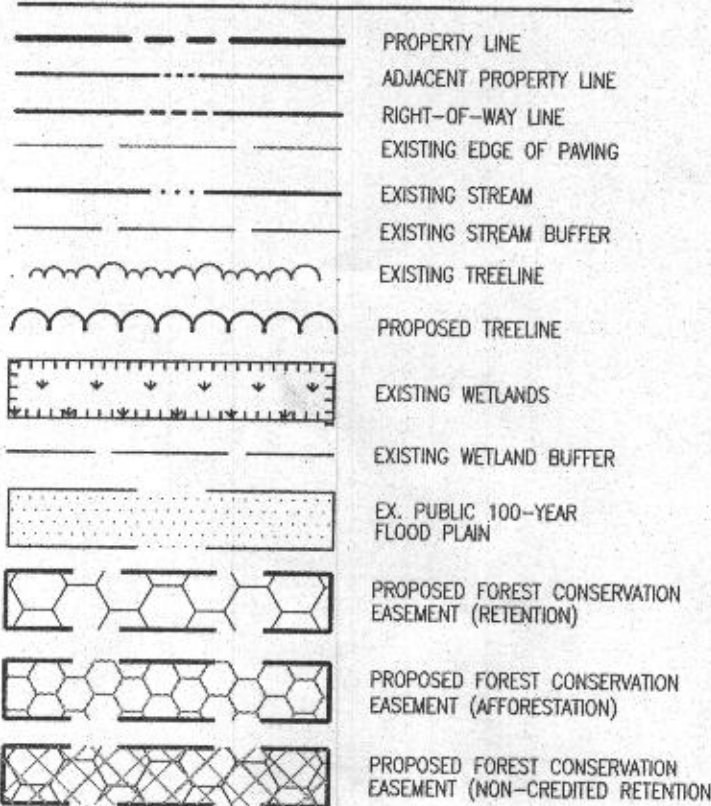 PROPERTY LINE
ADJACENT PROPERTY LINE
RIGHT-OF-WAY LINE
EXISTING EDGE OF PAVING
EXISTING STREAM
EXISTING STREAM BUFFER
EXISTING TREELINE
PROPOSED TREELINE
EXISTING WETLANDS
EXISTING WETLAND BUFFER
EX. PUBLIC 100-YEAR
FLOOD PLAIN
PROPOSED FOREST CONSERVATION
EASEMENT (RETENTION)
PROPOSED FOREST CONSERVATION
EASEMENT (AFFORESTATION)
PROPOSED FOREST CONSERVATION
EASEMENT (NON-CREDITED RETENTION